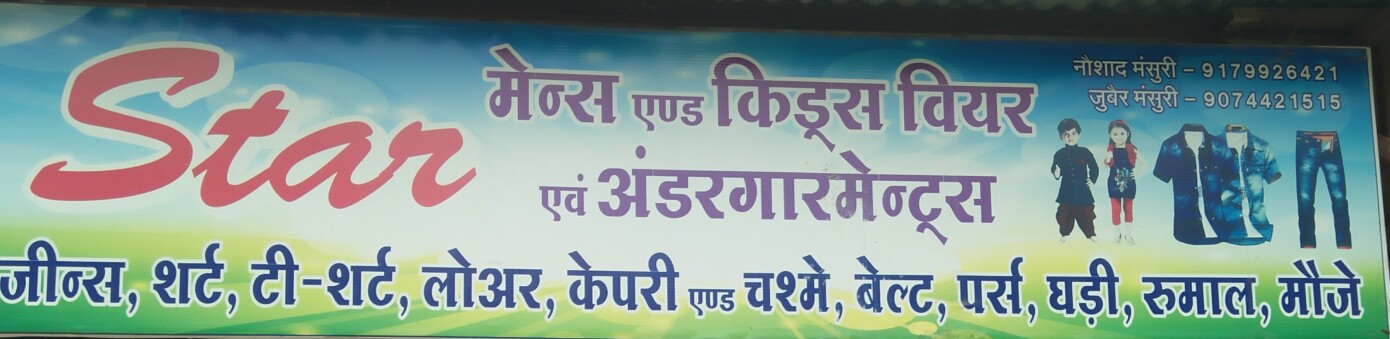 Star
मेन्स एण्ड किड्स वियर
एवं अंडरगारमेन्ट्स
नौशाद मंसुरी – 9179926421
जुबैर मंसुरी – 9074421515
जीन्स, शर्ट, टी-शर्ट, लोअर, केपरी एण्ड चश्मे, बेल्ट, पर्स, घड़ी, रुमाल, मौजे